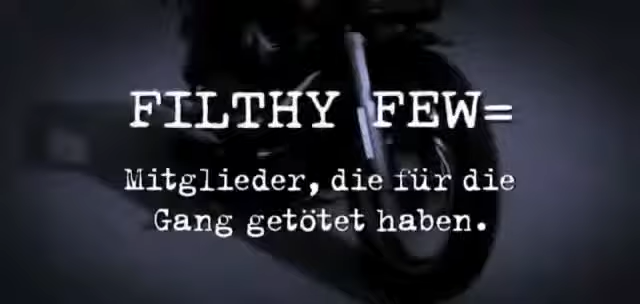 FILTHY FEW=
Mitglieder, die für die
Gang getötet haben.